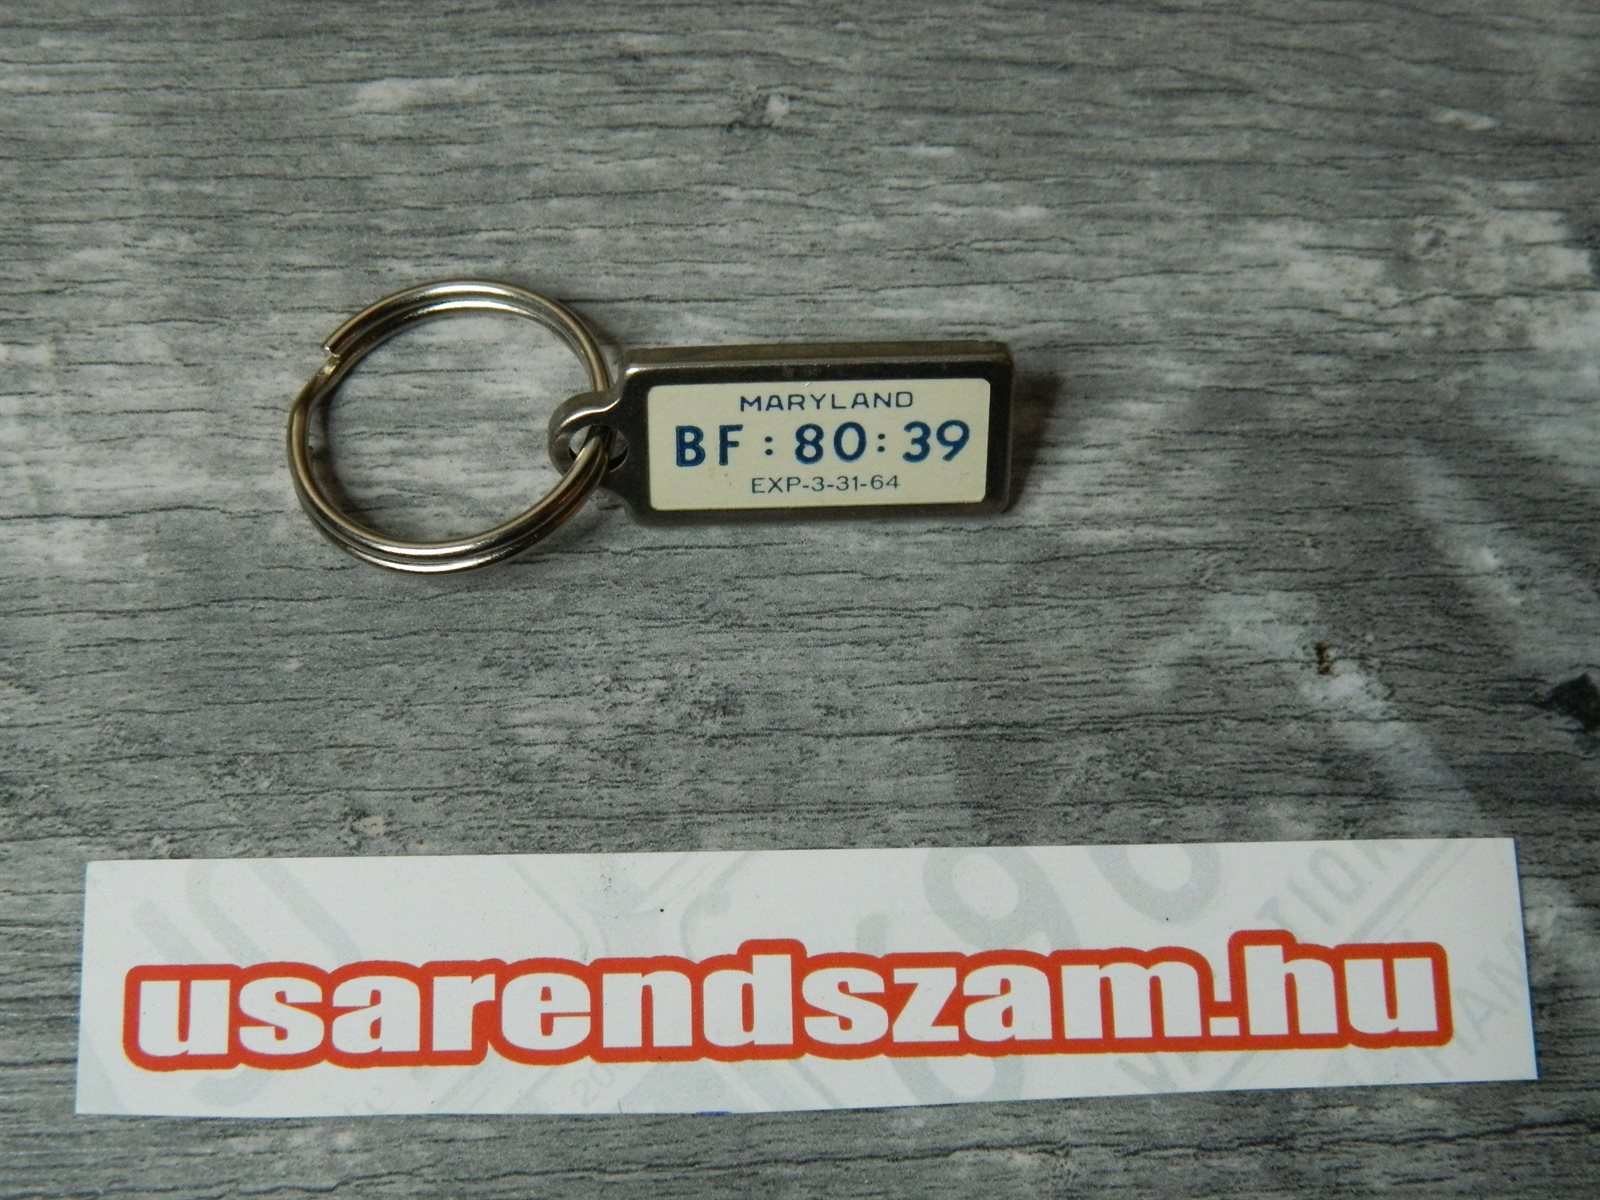 MARYLAND
BF : 80 : 39
EXP-3-31-64
usarendszam.hu